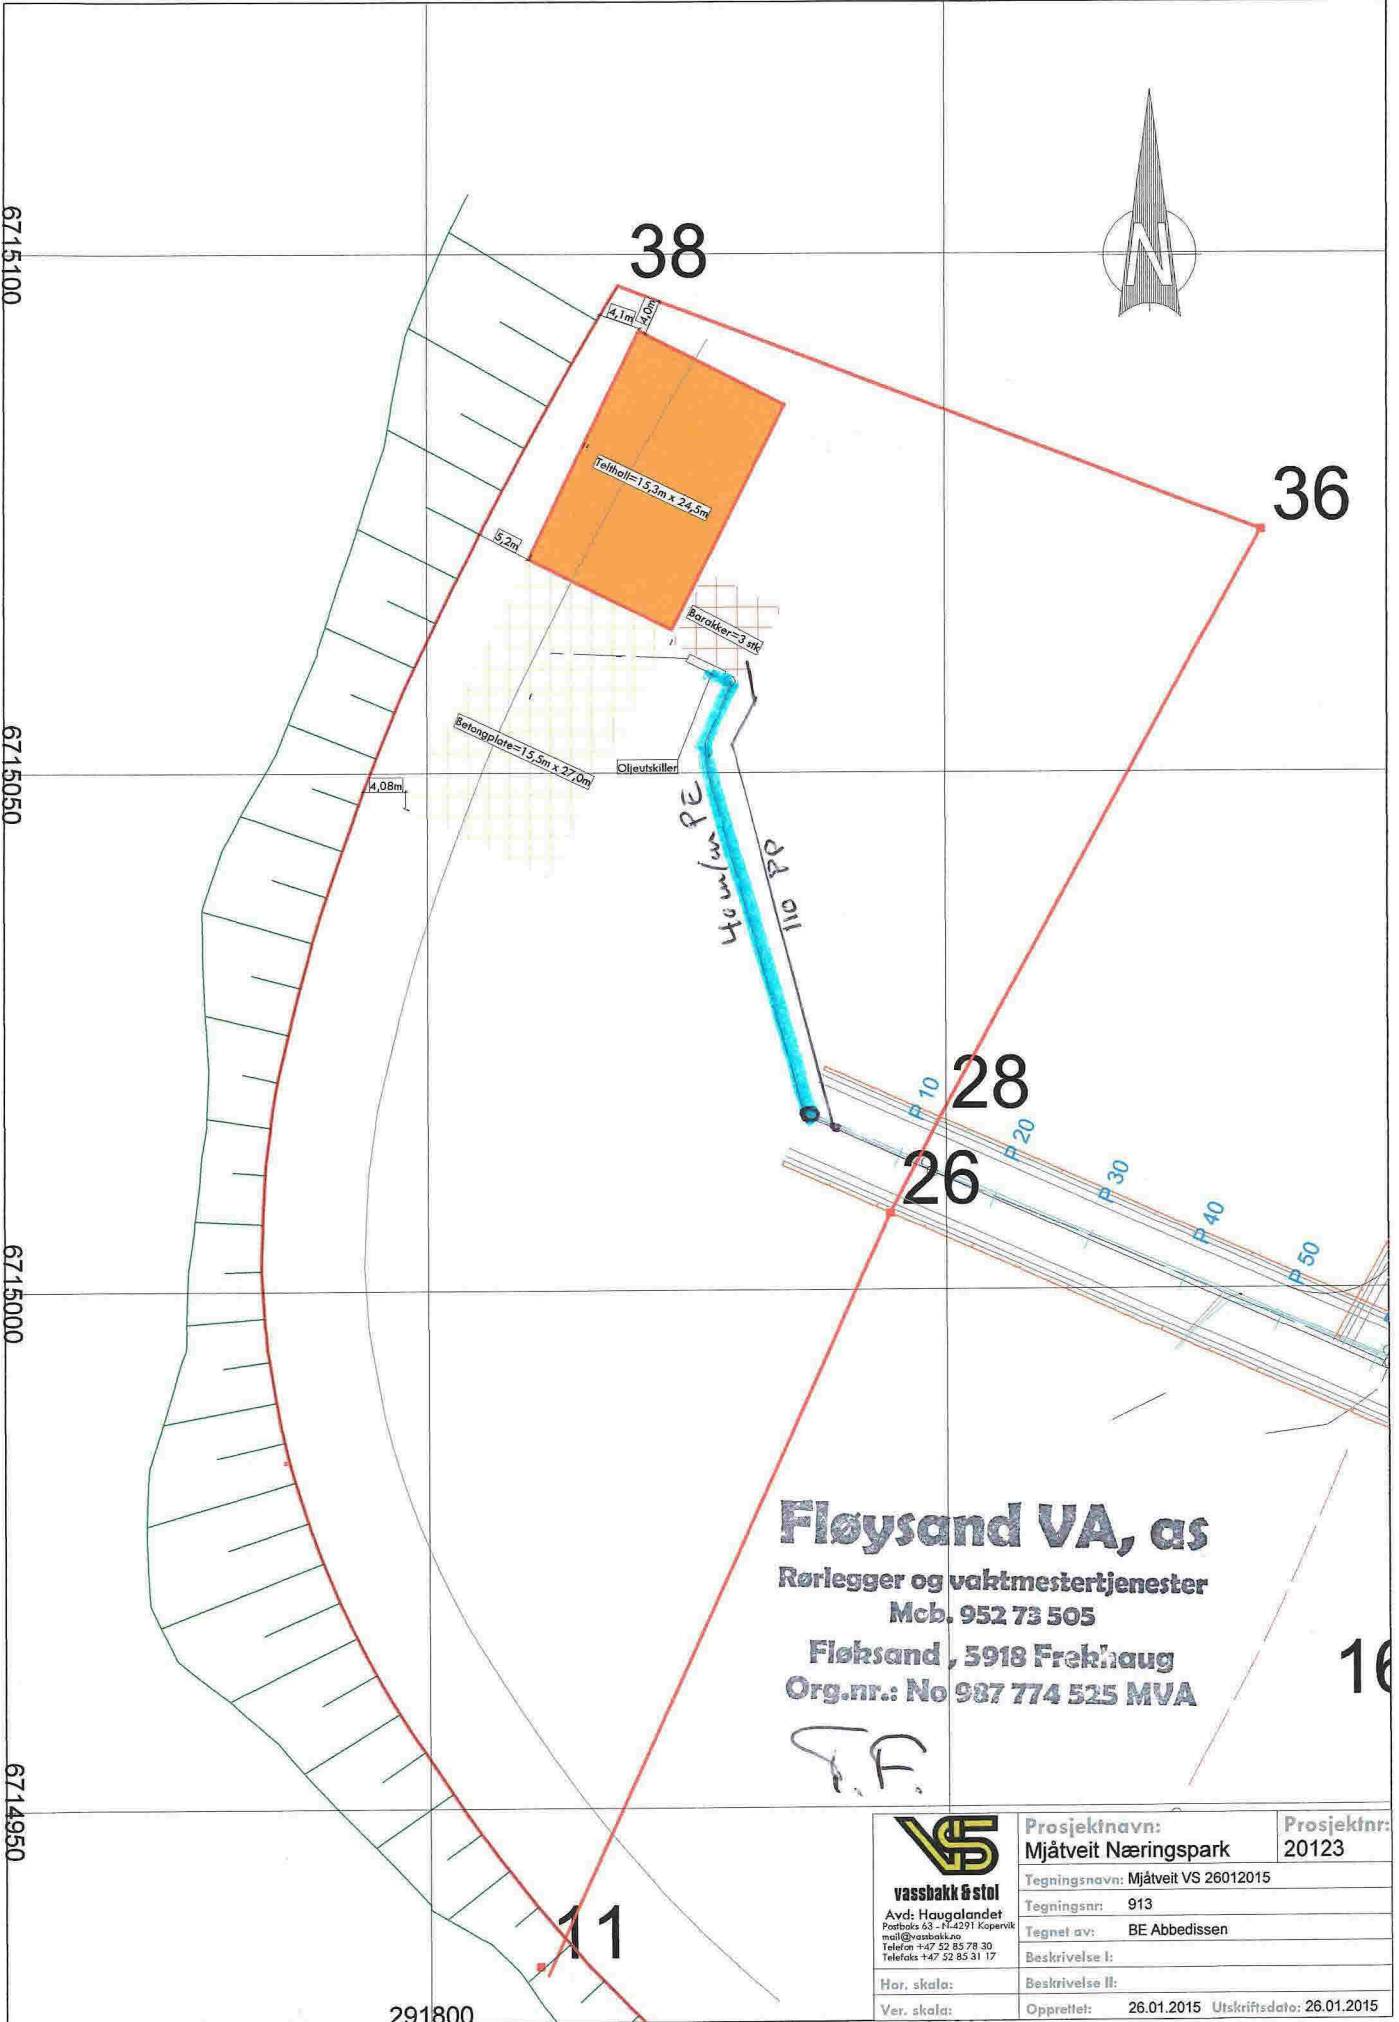 6715100
38
4,1m
4,0m
N
36
Telthall=15,3m x 24,5m
5,2m
Barakker=3 stk
Betongplate=15,5m x 27,0m
Oljeutskiller
6715050
4,08m
40 m/m PE
110 PP
28
P 10
P 20
26
P 30
P 40
P 50
6715000
Fløysand VA, as
Rørlegger og vaktmestertjenester
Mob. 952 73 505
Fløksand , 5918 Frekhaug
Org.nr.: No 987 774 525 MVA
16
T.F.
6714950
11
291800
VS
vassbakk & stol
Avd: Haugalandet
Postboks 63 - N-4291 Kopervik
mail@vassbakk.no
Telefon +47 52 85 78 30
Telefaks +47 52 85 31 17
Hor. skala:
Ver. skala:
Prosjektnavn: Prosjektnr:
Mjåtveit Næringspark 20123
Tegningsnavn: Mjåtveit VS 26012015
Tegningsnr: 913
Tegnet av: BE Abbedissen
Beskrivelse I:
Beskrivelse II:
Opprettet: 26.01.2015 Utskriftsdato: 26.01.2015